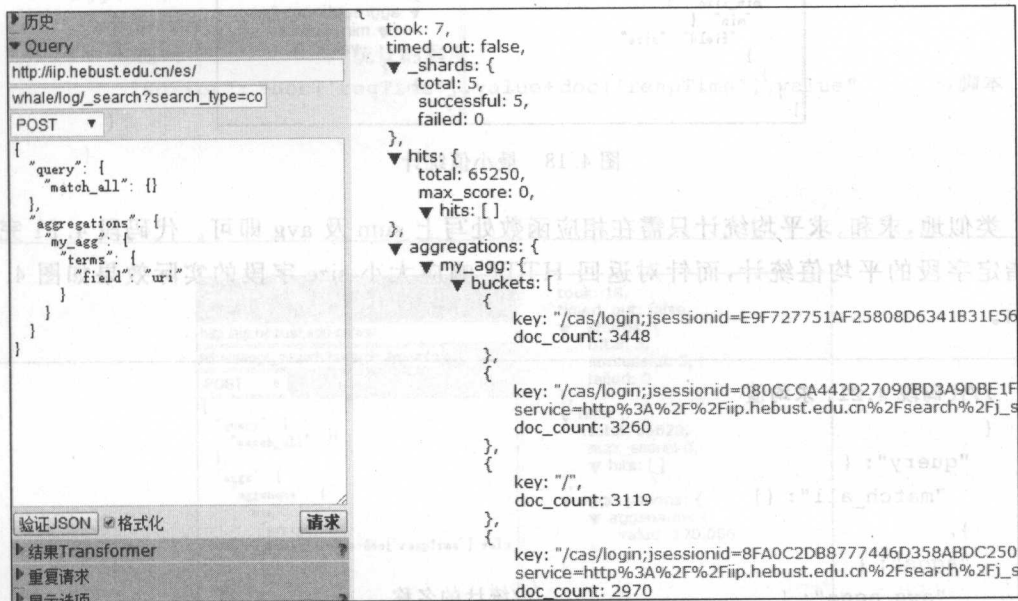 历史
Query
http://iip.hebust.edu.cn/es/
whale/log/_search?search_type=co
POST
{
"query": {
"match_all": {}
},
"aggregations": {
"my_agg": {
"terms": {
"field": "uri"
}
}
}
}
验证JSON 格式化 请求
结果Transformer ?
重复请求
显示选项 ?
{
took: 7,
timed_out: false,
_shards: {
total: 5,
successful: 5,
failed: 0
},
hits: {
total: 65250,
max_score: 0,
hits: [ ]
},
aggregations: {
my_agg: {
buckets: [
{
key: "/cas/login;jsessionid=E9F727751AF25808D6341B31F56
doc_count: 3448
},
{
key: "/cas/login;jsessionid=080CCCA442D27090BD3A9DBE1F
service=http%3A%2F%2Fiip.hebust.edu.cn%2Fsearch%2Fj_s
doc_count: 3260
},
{
key: "/",
doc_count: 3119
},
{
key: "/cas/login;jsessionid=8FA0C2DB8777446D358ABDC250
service=http%3A%2F%2Fiip.hebust.edu.cn%2Fsearch%2Fj_s
doc_count: 2970